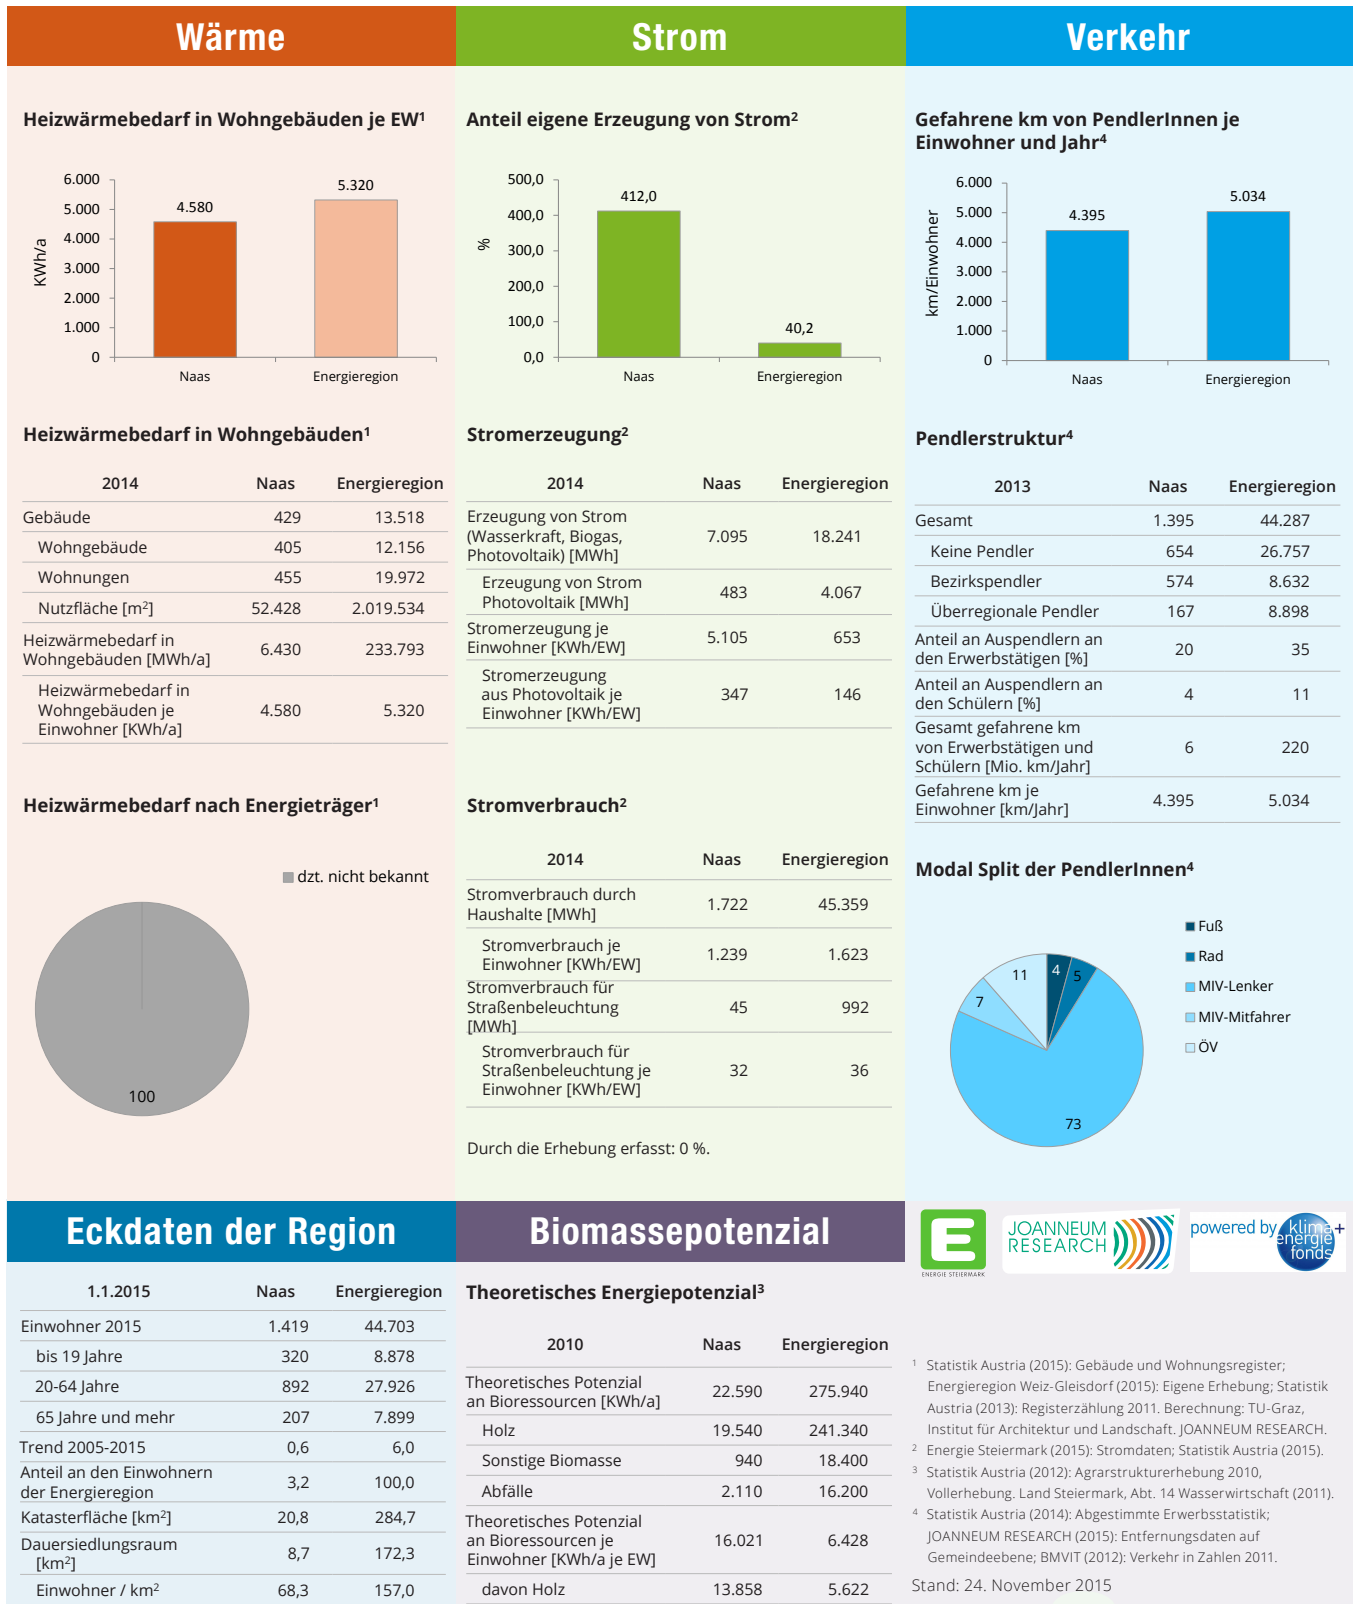 Wärme
Heizwärmebedarf in Wohngebäuden je EW¹
6.000
5.000
4.000
3.000
2.000
1.000
0
KWh/a
4.580
5.320
Naas
Energieregion
Heizwärmebedarf in Wohngebäuden¹
2014 Naas Energieregion
Gebäude 429 13.518
Wohngebäude 405 12.156
Wohnungen 455 19.972
Nutzfläche [m²] 52.428 2.019.534
Heizwärmebedarf in
Wohngebäuden [MWh/a] 6.430 233.793
Heizwärmebedarf in
Wohngebäuden je 4.580 5.320
Einwohner [KWh/a]
Heizwärmebedarf nach Energieträger¹
dzt. nicht bekannt
100
Strom
Anteil eigene Erzeugung von Strom²
500,0
400,0
300,0
200,0
100,0
0,0
%
412,0
40,2
Naas
Energieregion
Stromerzeugung²
2014 Naas Energieregion
Erzeugung von Strom
(Wasserkraft, Biogas, 7.095 18.241
Photovoltaik) [MWh]
Erzeugung von Strom
Photovoltaik [MWh] 483 4.067
Stromerzeugung je
Einwohner [KWh/EW] 5.105 653
Stromerzeugung
aus Photovoltaik je 347 146
Einwohner [KWh/EW]
Stromverbrauch²
2014 Naas Energieregion
Stromverbrauch durch
Haushalte [MWh] 1.722 45.359
Stromverbrauch je
Einwohner [KWh/EW] 1.239 1.623
Stromverbrauch für
Straßenbeleuchtung 45 992
[MWh]
Stromverbrauch für
Straßenbeleuchtung je 32 36
Einwohner [KWh/EW]
Durch die Erhebung erfasst: 0 %.
Verkehr
Gefahrene km von PendlerInnen je
Einwohner und Jahr⁴
6.000
5.000
4.000
3.000
2.000
1.000
0
km/Einwohner
4.395
5.034
Naas
Energieregion
Pendlerstruktur⁴
2013 Naas Energieregion
Gesamt 1.395 44.287
Keine Pendler 654 26.757
Bezirkspendler 574 8.632
Überregionale Pendler 167 8.898
Anteil an Auspendlern an
den Erwerbstätigen [%] 20 35
Anteil an Auspendlern an
den Schülern [%] 4 11
Gesamt gefahrene km
von Erwerbstätigen und 6 220
Schülern [Mio. km/Jahr]
Gefahrene km je
Einwohner [km/Jahr] 4.395 5.034
Modal Split der PendlerInnen⁴
4
5
73
7
11
Fuß
Rad
MIV-Lenker
MIV-Mitfahrer
ÖV
Eckdaten der Region
1.1.2015 Naas Energieregion
Einwohner 2015 1.419 44.703
bis 19 Jahre 320 8.878
20-64 Jahre 892 27.926
65 Jahre und mehr 207 7.899
Trend 2005-2015 0,6 6,0
Anteil an den Einwohnern
der Energieregion 3,2 100,0
Katasterfläche [km²] 20,8 284,7
Dauersiedlungsraum
[km²] 8,7 172,3
Einwohner / km² 68,3 157,0
Biomassepotenzial
Theoretisches Energiepotenzial³
2010 Naas Energieregion
Theoretisches Potenzial
an Bioressourcen [KWh/a] 22.590 275.940
Holz 19.540 241.340
Sonstige Biomasse 940 18.400
Abfälle 2.110 16.200
Theoretisches Potenzial
an Bioressourcen je 16.021 6.428
Einwohner [KWh/a je EW]
davon Holz 13.858 5.622
E
ENERGIE STEIERMARK
JOANNEUM
RESEARCH
powered by klima+
energie
fonds
¹ Statistik Austria (2015): Gebäude und Wohnungsregister;
Energieregion Weiz-Gleisdorf (2015): Eigene Erhebung; Statistik
Austria (2013): Registerzählung 2011. Berechnung: TU-Graz,
Institut für Architektur und Landschaft. JOANNEUM RESEARCH.
² Energie Steiermark (2015): Stromdaten; Statistik Austria (2015).
³ Statistik Austria (2012): Agrarstrukturerhebung 2010,
Vollerhebung. Land Steiermark, Abt. 14 Wasserwirtschaft (2011).
⁴ Statistik Austria (2014): Abgestimmte Erwerbsstatistik;
JOANNEUM RESEARCH (2015): Entfernungsdaten auf
Gemeindeebene; BMVIT (2012): Verkehr in Zahlen 2011.
Stand: 24. November 2015